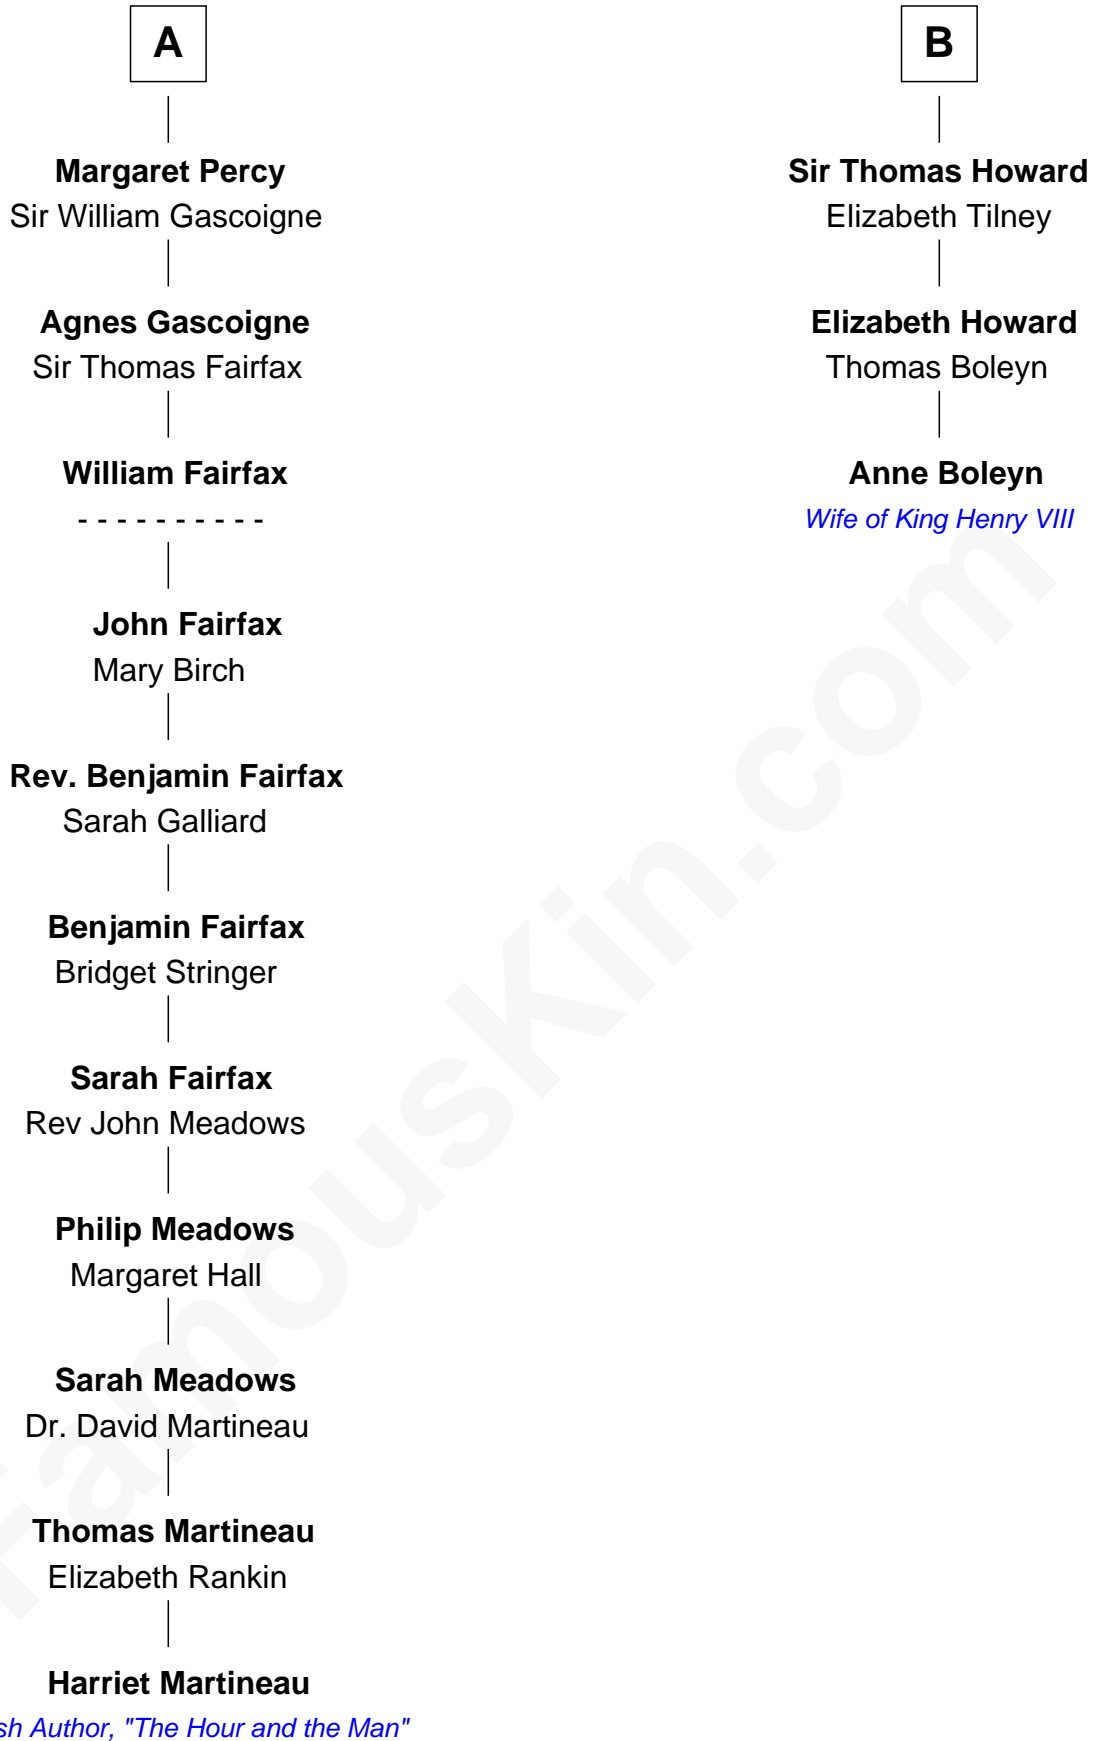 A
Margaret Percy
Sir William Gascoigne
Agnes Gascoigne
Sir Thomas Fairfax
William Fairfax
- - - - - - - - - -
John Fairfax
Mary Birch
Rev. Benjamin Fairfax
Sarah Galliard
Benjamin Fairfax
Bridget Stringer
Sarah Fairfax
Rev John Meadows
Philip Meadows
Margaret Hall
Sarah Meadows
Dr. David Martineau
Thomas Martineau
Elizabeth Rankin
Harriet Martineau
Author, "The Hour and the Man"
B
Sir Thomas Howard
Elizabeth Tilney
Elizabeth Howard
Thomas Boleyn
Anne Boleyn
Wife of King Henry VIII
FamousKin.com